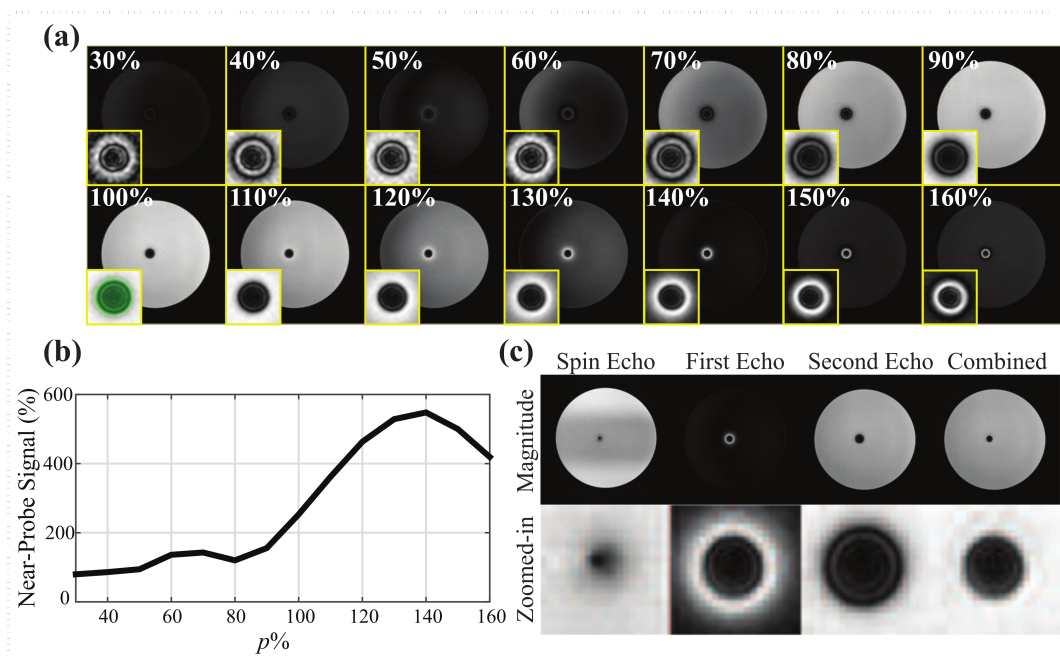 (a)
30% 40% 50% 60% 70% 80% 90%
100% 110% 120% 130% 140% 150% 160%
(b)
Near-Probe Signal (%)
600
400
200
0
40 60 80 100 120 140 160
p%
(c)
Spin Echo First Echo Second Echo Combined
Magnitude
Zoomed-in